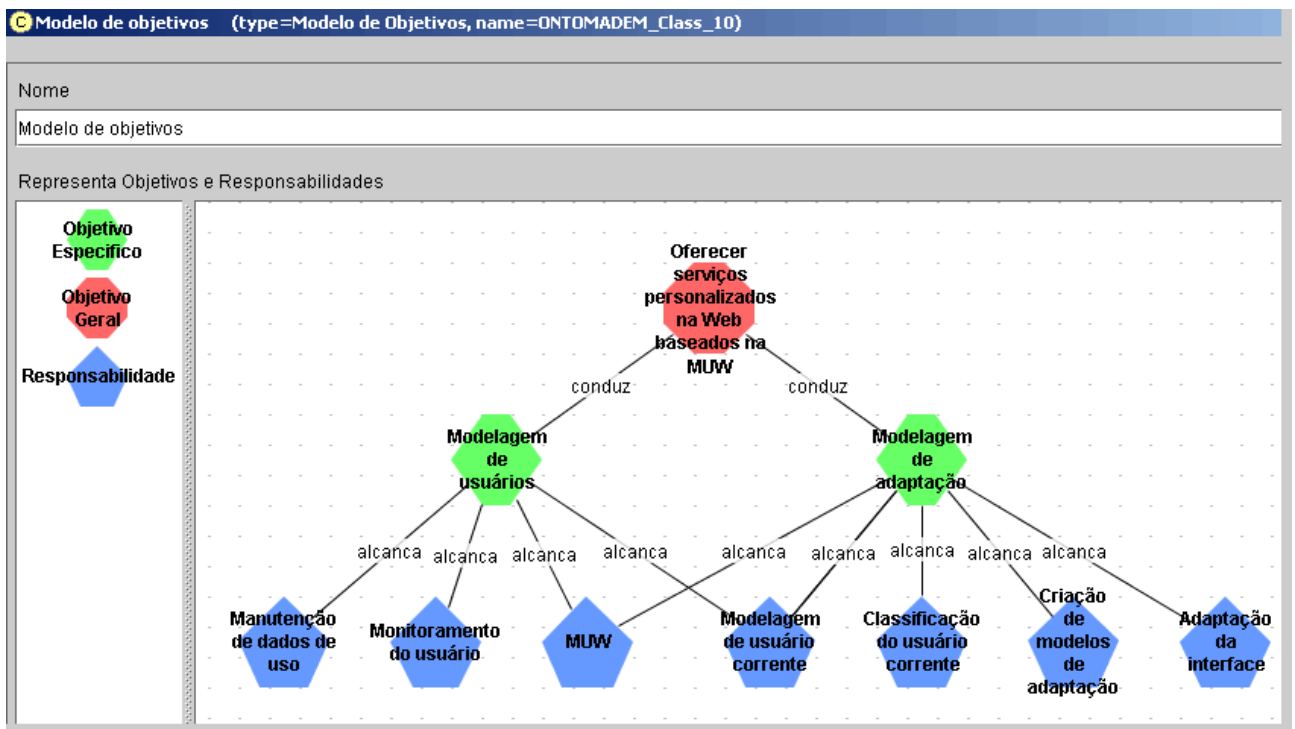 Modelo de objetivos (type=Modelo de Objetivos, name=ONTOMADEM_Class_10)
Nome
Modelo de objetivos
Representa Objetivos e Responsabilidades
Objetivo
Específico
Objetivo
Geral
Responsabilidade
Oferecer
serviços
personalizados
na Web
baseados na
MUW
conduz
conduz
Modelagem
de
usuários
Modelagem
de
adaptação
alcanca
alcanca
alcanca
alcanca
alcanca
alcanca
alcanca
alcanca
alcanca
Manutenção
de dados de
uso
Monitoramento
do usuário
MUW
Modelagem
de usuário
corrente
Classificação
do usuário
corrente
Criação
de
modelos
de
adaptação
Adaptação
da
interface